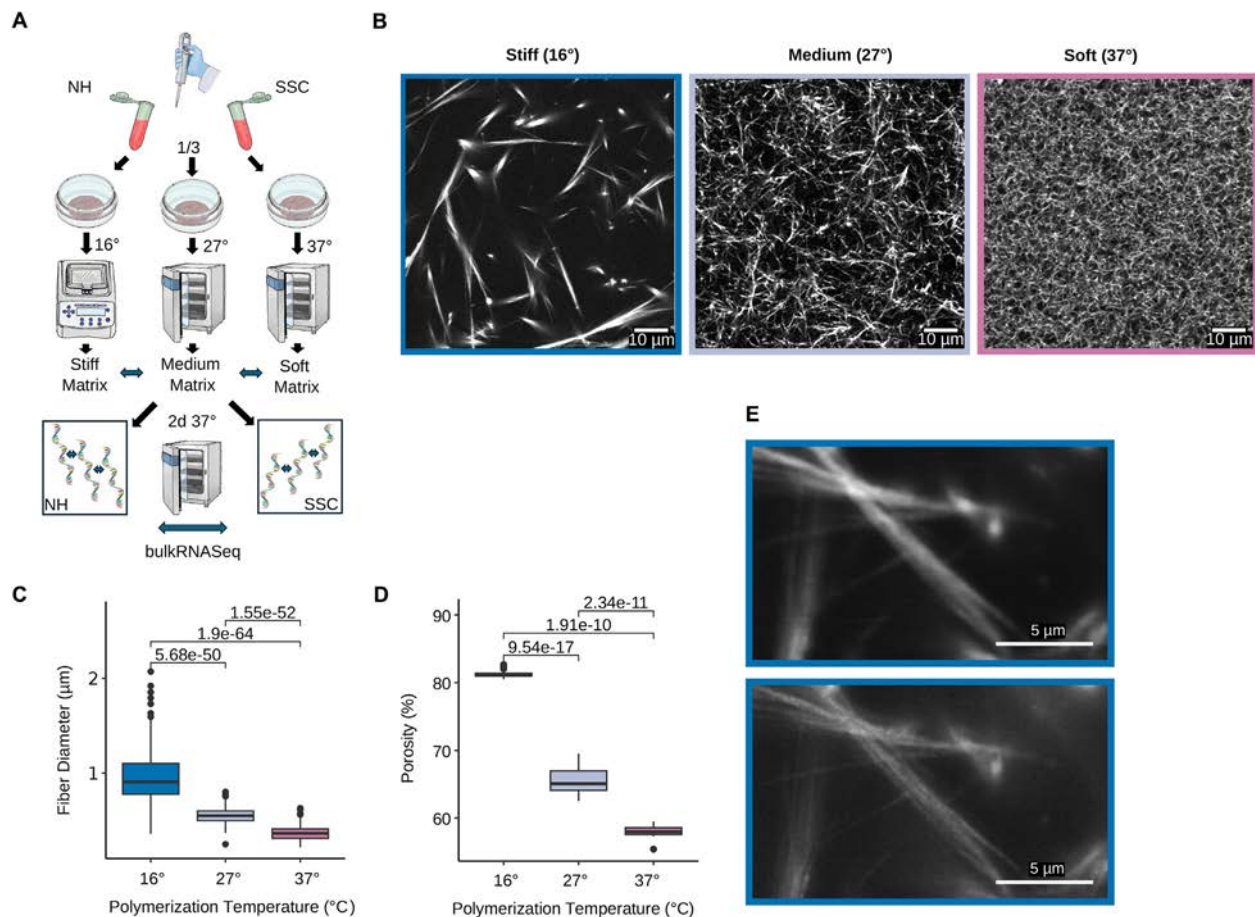 A
NH
SSC
1/3
16°
27°
37°
Stiff
Matrix
Medium
Matrix
Soft
Matrix
2d 37°
NH
SSC
bulkRNASeq
B
Stiff (16°)
Medium (27°)
Soft (37°)
10 µm
10 µm
10 µm
C
1.55e-52
1.9e-64
5.68e-50
Fiber Diameter (µm)
2
1
16°
27°
37°
Polymerization Temperature (°C)
D
2.34e-11
1.91e-10
9.54e-17
Porosity (%)
90
80
70
60
16°
27°
37°
Polymerization Temperature (°C)
E
5 µm
5 µm